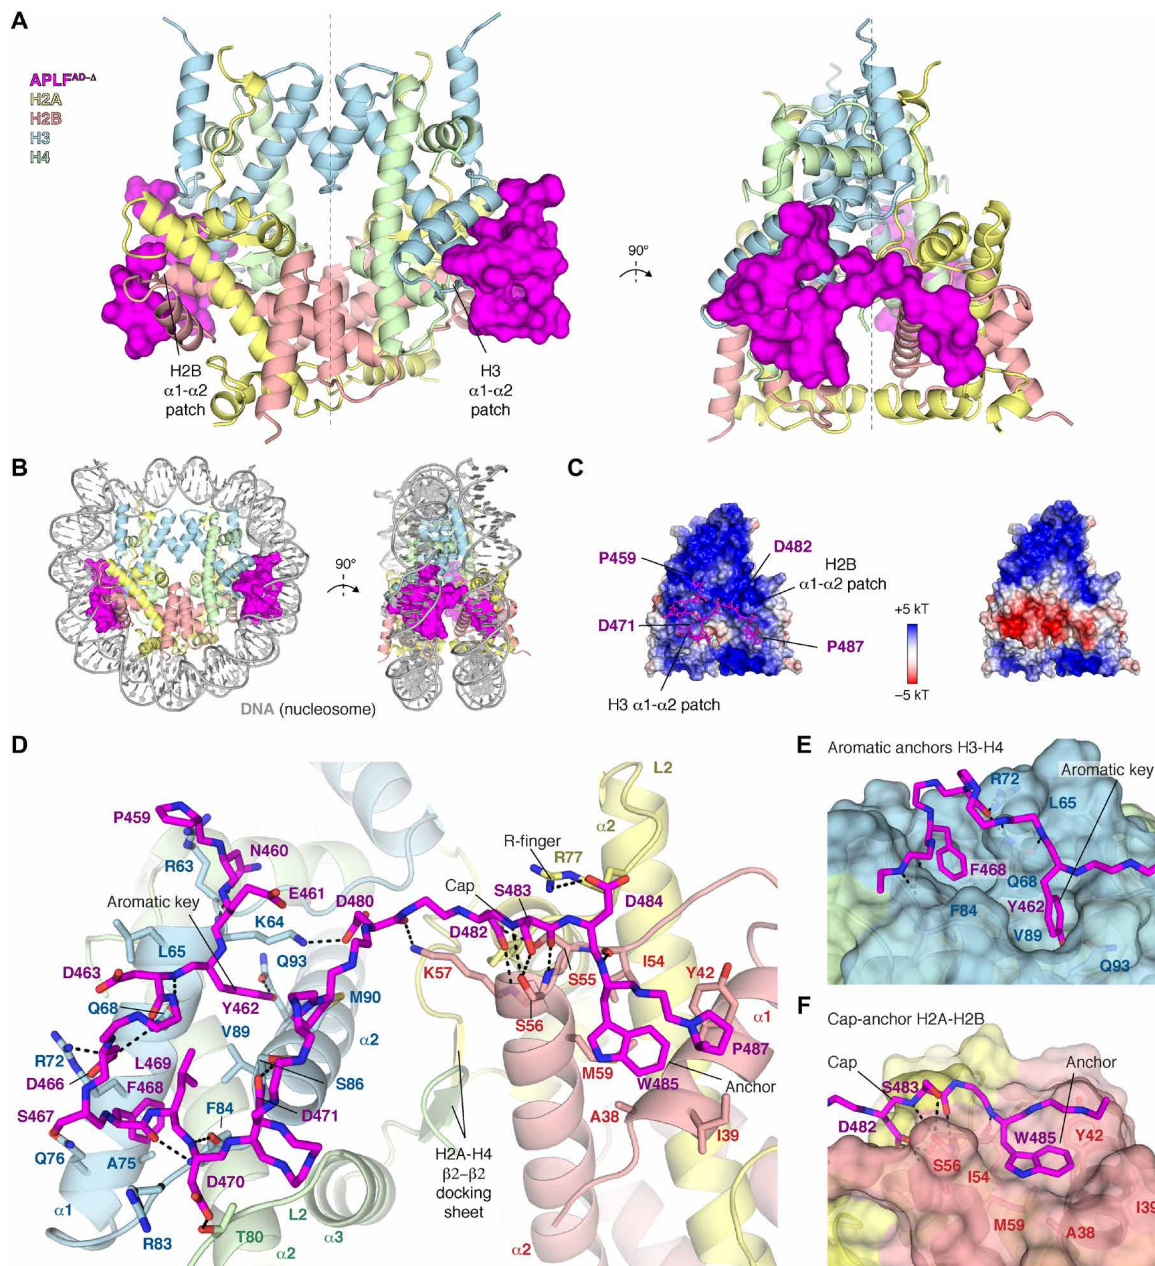 A
APLFAD-Δ
H2A
H2B
H3
H4
H2B
α1-α2
patch
H3
α1-α2
patch
90°
B
90°
DNA (nucleosome)
C
P459
D482
H2B
α1-α2 patch
D471
P487
H3 α1-α2 patch
+5 kT
−5 kT
D
P459
R63
N460
E461
Aromatic key
K64
D480
L65
Q93
D463
Q68
Y462
M90
V89
α2
R72
D466
L469
S86
S467
F468
F84
D471
Q76
A75
D470
α1
R83
T80
L2
α2
α3
L2
α2
R-finger
R77
Cap
S483
D482
D484
K57
S55
I54
Y42
S56
α1
P487
M59
W485
Anchor
A38
I39
H2A-H4
β2–β2
docking
sheet
α2
E
Aromatic anchors H3-H4
R72
Aromatic key
L65
F468
Q68
Y462
F84
V89
Q93
F
Cap-anchor H2A-H2B
Cap
S483
Anchor
D482
W485
Y42
S56
I54
I39
M59
A38